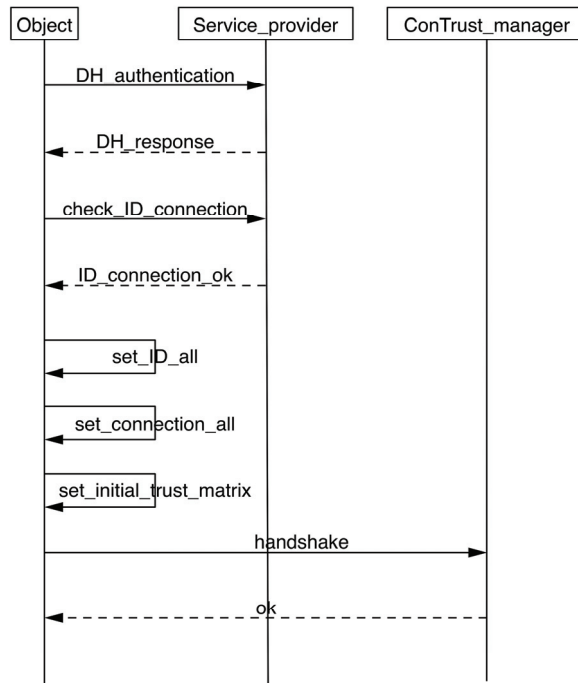 Object
Service_provider
ConTrust_manager
DH_authentication
DH_response
check_ID_connection
ID_connection_ok
set_ID_all
set_connection_all
set_initial_trust_matrix
handshake
ok